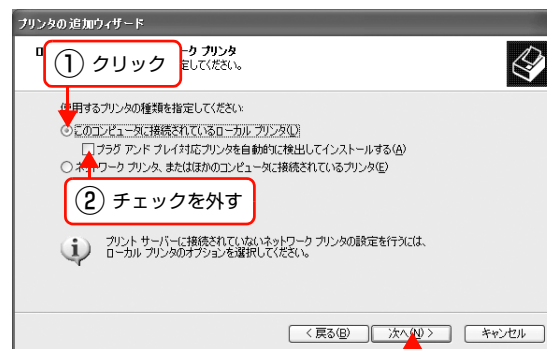 プリンタの追加ウィザード
ーク プリンタ
① クリック
定してください。
使用するプリンタの種類を指定してください:
このコンピュータに接続されているローカル プリンタ(L)
プラグ アンド プレイ対応プリンタを自動的に検出してインストールする(A)
ネットワーク プリンタ、またはほかのコンピュータに接続されているプリンタ(E)
② チェックを外す
プリント サーバーに接続されていないネットワーク プリンタの設定を行うには、
ローカル プリンタのオプションを選択してください。
< 戻る(B) 次へ(N) > キャンセル